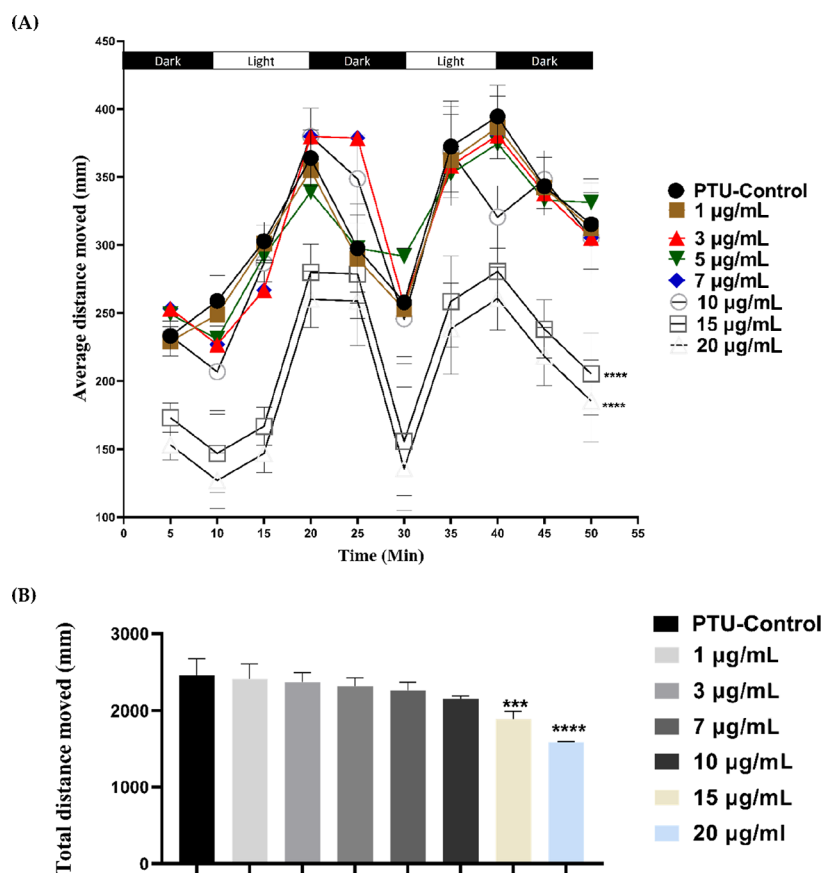 (A)
450
400
350
300
250
200
150
100
Average distance moved (mm)
Dark Light Dark Light Dark
****
****
0 5 10 15 20 25 30 35 40 45 50 55
Time (Min)
PTU-Control
1 µg/mL
3 µg/mL
5 µg/mL
7 µg/mL
10 µg/mL
15 µg/mL
20 µg/mL
(B)
3000
2000
1000
0
Total distance moved (mm)
***
****
PTU-Control
1 µg/mL
3 µg/mL
7 µg/mL
10 µg/mL
15 µg/mL
20 µg/ml